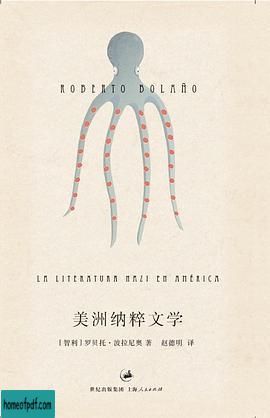 ROBERTO BOLAÑO
LA LITERATURA NAZI EN AMÉRICA
美洲纳粹文学
[智利]罗贝托·波拉尼奥 著 赵德明 译
世纪出版集团 上海人民出版社
homeofpdf.com